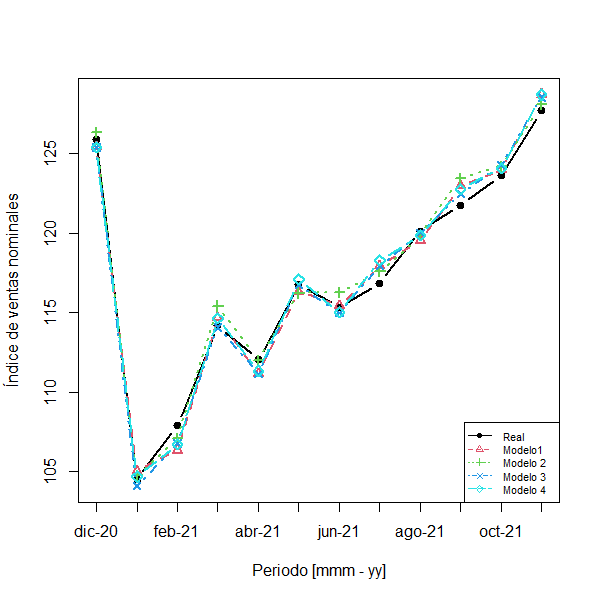 Índice de ventas nominales
125
120
115
110
105
dic-20 feb-21 abr-21 jun-21 ago-21 oct-21
Periodo [mmm - yy]
Real
Modelo1
Modelo 2
Modelo 3
Modelo 4